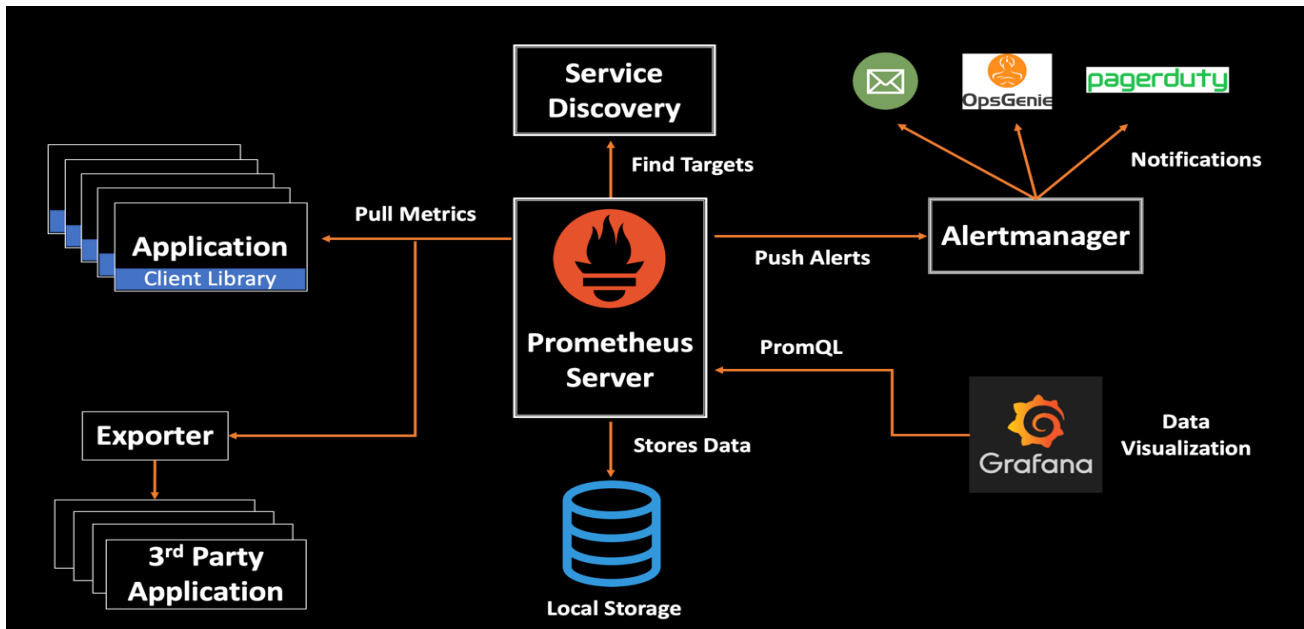 Service
Discovery
OpsGenie
pagerduty
Find Targets
Notifications
Pull Metrics
Application
Client Library
Alertmanager
Push Alerts
Prometheus
Server
PromQL
Exporter
Stores Data
Grafana
Data
Visualization
3rd Party
Application
Local Storage